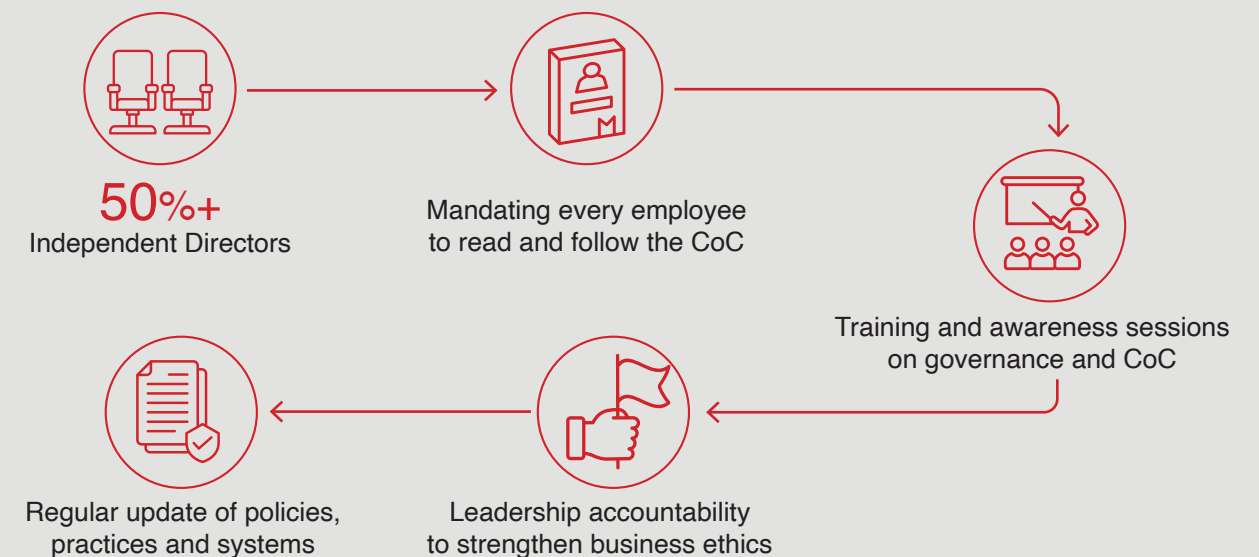 50%+
Independent Directors
Mandating every employee
to read and follow the CoC
Training and awareness sessions
on governance and CoC
Leadership accountability
to strengthen business ethics
Regular update of policies,
practices and systems